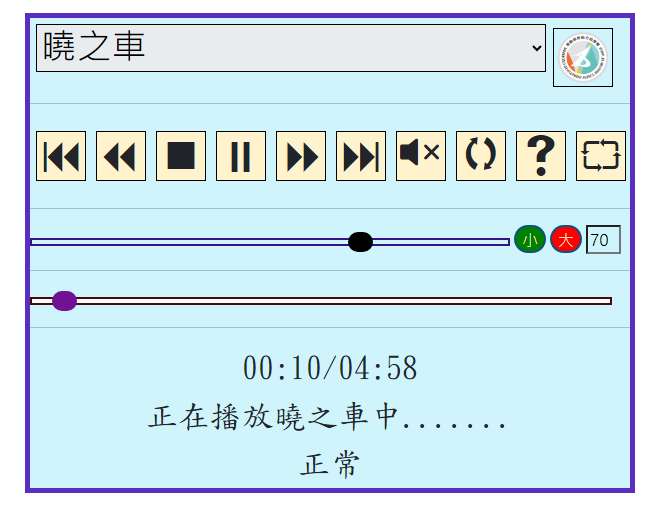 曉之車
?
小 大 70
00:10/04:58
正在播放曉之車中.......
正常